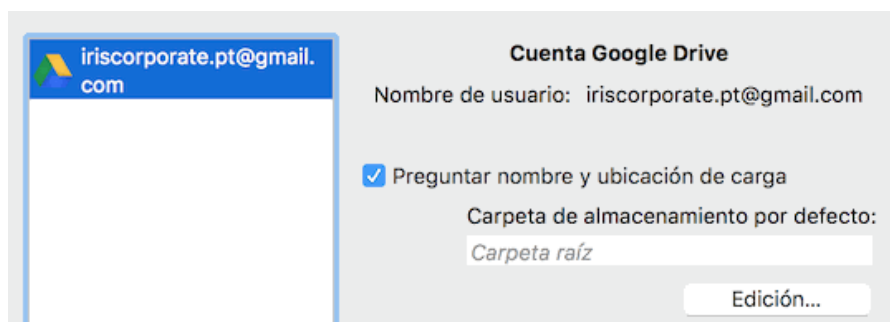 iriscorporate.pt@gmail.
com
Cuenta Google Drive
Nombre de usuario: iriscorporate.pt@gmail.com
Preguntar nombre y ubicación de carga
Carpeta de almacenamiento por defecto:
Carpeta raíz
Edición...